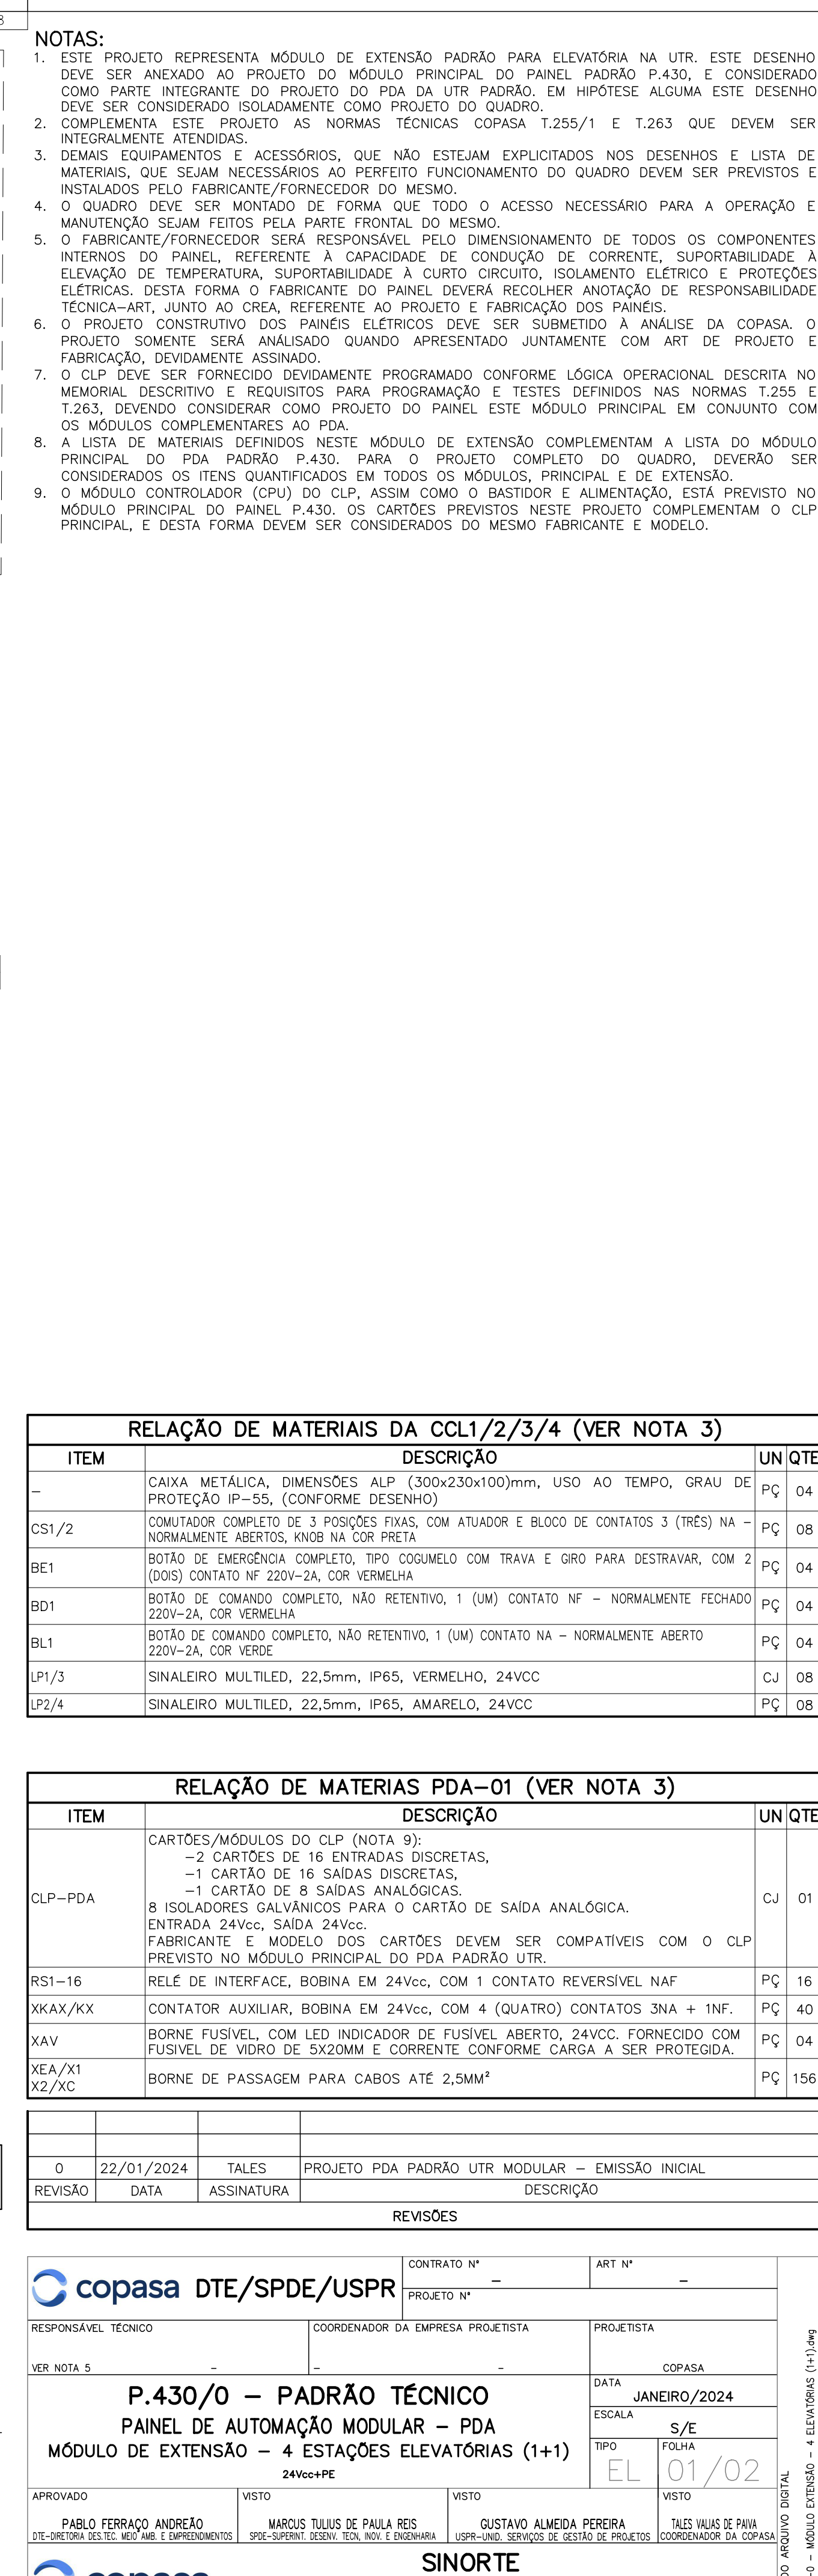 8
NOTAS:
1. ESTE PROJETO REPRESENTA MÓDULO DE EXTENSÃO PADRÃO PARA ELEVATÓRIA NA UTR. ESTE DESENHO
DEVE SER ANEXADO AO PROJETO DO MÓDULO PRINCIPAL DO PAINEL PADRÃO P.430, E CONSIDERADO
COMO PARTE INTEGRANTE DO PROJETO DO PDA DA UTR PADRÃO. EM HIPÓTESE ALGUMA ESTE DESENHO
DEVE SER CONSIDERADO ISOLADAMENTE COMO PROJETO DO QUADRO.
2. COMPLEMENTA ESTE PROJETO AS NORMAS TÉCNICAS COPASA T.255/1 E T.263 QUE DEVEM SER
INTEGRALMENTE ATENDIDAS.
3. DEMAIS EQUIPAMENTOS E ACESSÓRIOS, QUE NÃO ESTEJAM EXPLICITADOS NOS DESENHOS E LISTA DE
MATERIAIS, QUE SEJAM NECESSÁRIOS AO PERFEITO FUNCIONAMENTO DO QUADRO DEVEM SER PREVISTOS E
INSTALADOS PELO FABRICANTE/FORNECEDOR DO MESMO.
4. O QUADRO DEVE SER MONTADO DE FORMA QUE TODO O ACESSO NECESSÁRIO PARA A OPERAÇÃO E
MANUTENÇÃO SEJAM FEITOS PELA PARTE FRONTAL DO MESMO.
5. O FABRICANTE/FORNECEDOR SERÁ RESPONSÁVEL PELO DIMENSIONAMENTO DE TODOS OS COMPONENTES
INTERNOS DO PAINEL, REFERENTE À CAPACIDADE DE CONDUÇÃO DE CORRENTE, SUPORTABILIDADE À
ELEVAÇÃO DE TEMPERATURA, SUPORTABILIDADE À CURTO CIRCUITO, ISOLAMENTO ELÉTRICO E PROTEÇÕES
ELÉTRICAS. DESTA FORMA O FABRICANTE DO PAINEL DEVERÁ RECOLHER ANOTAÇÃO DE RESPONSABILIDADE
TÉCNICA-ART, JUNTO AO CREA, REFERENTE AO PROJETO E FABRICAÇÃO DOS PAINÉIS.
6. O PROJETO CONSTRUTIVO DOS PAINÉIS ELÉTRICOS DEVE SER SUBMETIDO À ANÁLISE DA COPASA. O
PROJETO SOMENTE SERÁ ANÁLISADO QUANDO APRESENTADO JUNTAMENTE COM ART DE PROJETO E
FABRICAÇÃO, DEVIDAMENTE ASSINADO.
7. O CLP DEVE SER FORNECIDO DEVIDAMENTE PROGRAMADO CONFORME LÓGICA OPERACIONAL DESCRITA NO
MEMORIAL DESCRITIVO E REQUISITOS PARA PROGRAMAÇÃO E TESTES DEFINIDOS NAS NORMAS T.255 E
T.263, DEVENDO CONSIDERAR COMO PROJETO DO PAINEL ESTE MÓDULO PRINCIPAL EM CONJUNTO COM
OS MÓDULOS COMPLEMENTARES AO PDA.
8. A LISTA DE MATERIAIS DEFINIDOS NESTE MÓDULO DE EXTENSÃO COMPLEMENTAM A LISTA DO MÓDULO
PRINCIPAL DO PDA PADRÃO P.430. PARA O PROJETO COMPLETO DO QUADRO, DEVERÃO SER
CONSIDERADOS OS ITENS QUANTIFICADOS EM TODOS OS MÓDULOS, PRINCIPAL E DE EXTENSÃO.
9. O MÓDULO CONTROLADOR (CPU) DO CLP, ASSIM COMO O BASTIDOR E ALIMENTAÇÃO, ESTÁ PREVISTO NO
MÓDULO PRINCIPAL DO PAINEL P.430. OS CARTÕES PREVISTOS NESTE PROJETO COMPLEMENTAM O CLP
PRINCIPAL, E DESTA FORMA DEVEM SER CONSIDERADOS DO MESMO FABRICANTE E MODELO.
RELAÇÃO DE MATERIAIS DA CCL1/2/3/4 (VER NOTA 3)
ITEM DESCRIÇÃO UN QTE
– CAIXA METÁLICA, DIMENSÕES ALP (300x230x100)mm, USO AO TEMPO, GRAU DE
PROTEÇÃO IP-55, (CONFORME DESENHO) PÇ 04
CS1/2 COMUTADOR COMPLETO DE 3 POSIÇÕES FIXAS, COM ATUADOR E BLOCO DE CONTATOS 3 (TRÊS) NA –
NORMALMENTE ABERTOS, KNOB NA COR PRETA PÇ 08
BE1 BOTÃO DE EMERGÊNCIA COMPLETO, TIPO COGUMELO COM TRAVA E GIRO PARA DESTRAVAR, COM 2
(DOIS) CONTATO NF 220V-2A, COR VERMELHA PÇ 04
BD1 BOTÃO DE COMANDO COMPLETO, NÃO RETENTIVO, 1 (UM) CONTATO NF – NORMALMENTE FECHADO
220V-2A, COR VERMELHA PÇ 04
BL1 BOTÃO DE COMANDO COMPLETO, NÃO RETENTIVO, 1 (UM) CONTATO NA – NORMALMENTE ABERTO
220V-2A, COR VERDE PÇ 04
LP1/3 SINALEIRO MULTILED, 22,5mm, IP65, VERMELHO, 24VCC CJ 08
LP2/4 SINALEIRO MULTILED, 22,5mm, IP65, AMARELO, 24VCC PÇ 08
RELAÇÃO DE MATERIAS PDA-01 (VER NOTA 3)
ITEM DESCRIÇÃO UN QTE
CLP-PDA CARTÕES/MÓDULOS DO CLP (NOTA 9):
-2 CARTÕES DE 16 ENTRADAS DISCRETAS,
-1 CARTÃO DE 16 SAÍDAS DISCRETAS,
-1 CARTÃO DE 8 SAÍDAS ANALÓGICAS.
8 ISOLADORES GALVÂNICOS PARA O CARTÃO DE SAÍDA ANALÓGICA.
ENTRADA 24Vcc, SAÍDA 24Vcc.
FABRICANTE E MODELO DOS CARTÕES DEVEM SER COMPATÍVEIS COM O CLP
PREVISTO NO MÓDULO PRINCIPAL DO PDA PADRÃO UTR. CJ 01
RS1-16 RELÉ DE INTERFACE, BOBINA EM 24Vcc, COM 1 CONTATO REVERSÍVEL NAF PÇ 16
XKAX/KX CONTATOR AUXILIAR, BOBINA EM 24Vcc, COM 4 (QUATRO) CONTATOS 3NA + 1NF. PÇ 40
XAV BORNE FUSÍVEL, COM LED INDICADOR DE FUSÍVEL ABERTO, 24VCC. FORNECIDO COM
FUSIVEL DE VIDRO DE 5X20MM E CORRENTE CONFORME CARGA A SER PROTEGIDA. PÇ 04
XEA/X1
X2/XC BORNE DE PASSAGEM PARA CABOS ATÉ 2,5MM² PÇ 156
0 22/01/2024 TALES PROJETO PDA PADRÃO UTR MODULAR – EMISSÃO INICIAL
REVISÃO DATA ASSINATURA DESCRIÇÃO
REVISÕES
copasa DTE/SPDE/USPR
CONTRATO N° –
ART N° –
PROJETO N°
RESPONSÁVEL TÉCNICO
VER NOTA 5 –
COORDENADOR DA EMPRESA PROJETISTA
– –
PROJETISTA
COPASA
P.430/0 – PADRÃO TÉCNICO
PAINEL DE AUTOMAÇÃO MODULAR – PDA
MÓDULO DE EXTENSÃO – 4 ESTAÇÕES ELEVATÓRIAS (1+1)
24Vcc+PE
DATA
JANEIRO/2024
ESCALA
S/E
TIPO
EL
FOLHA
01/02
APROVADO
PABLO FERRAÇO ANDREÃO
DTE-DIRETORIA DES.TEC. MEIO AMB. E EMPREENDIMENTOS
VISTO
MARCUS TULIUS DE PAULA REIS
SPDE-SUPERINT. DESENV. TECN, INOV. E ENGENHARIA
VISTO
GUSTAVO ALMEIDA PEREIRA
USPR-UNID. SERVIÇOS DE GESTÃO DE PROJETOS
VISTO
TALES VALIAS DE PAIVA
COORDENADOR DA COPASA
SINORTE
DO ARQUIVO DIGITAL
-0 – MÓDULO EXTENSÃO – 4 ELEVATÓRIAS (1+1).dwg